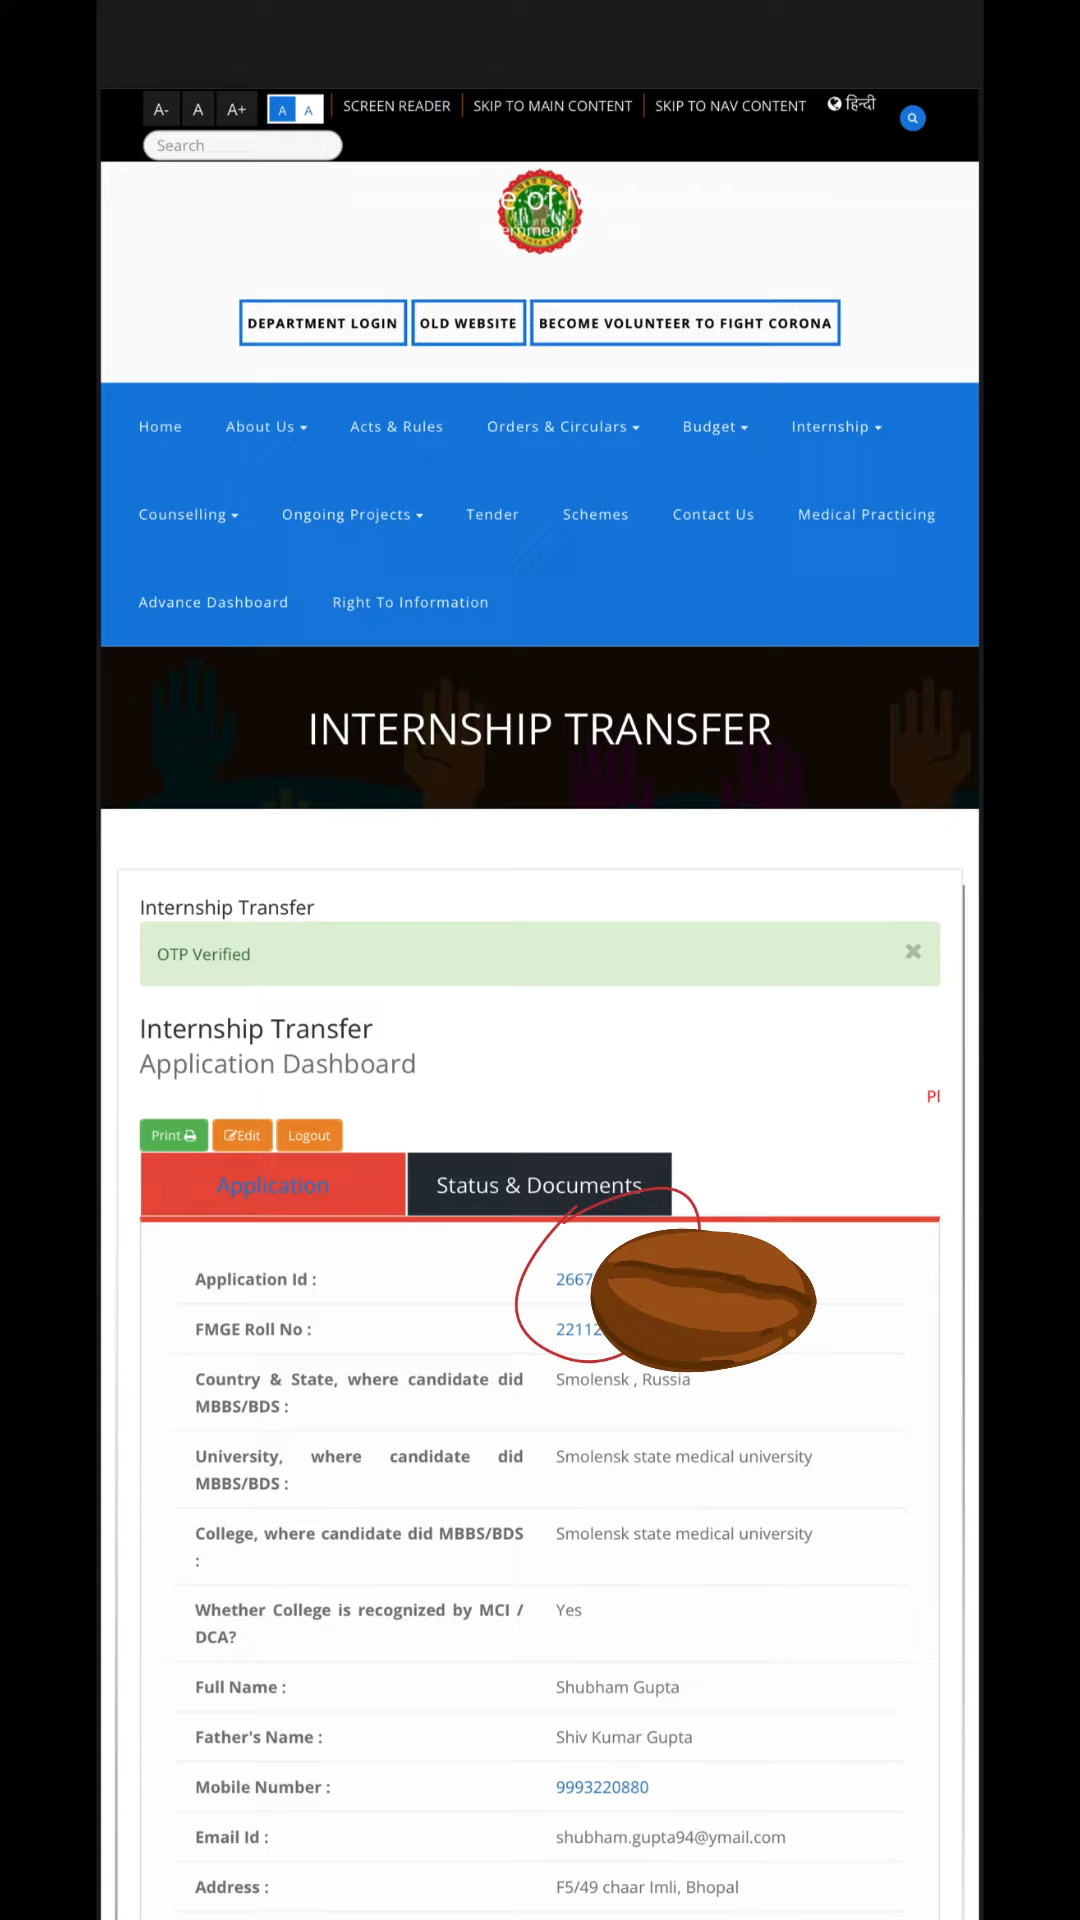 A- A A+ A A SCREEN READER SKIP TO MAIN CONTENT SKIP TO NAV CONTENT हिन्दी
Search
e of M
ernment o
DEPARTMENT LOGIN OLD WEBSITE BECOME VOLUNTEER TO FIGHT CORONA
Home About Us Acts & Rules Orders & Circulars Budget Internship
Counselling Ongoing Projects Tender Schemes Contact Us Medical Practicing
Advance Dashboard Right To Information
INTERNSHIP TRANSFER
Internship Transfer
OTP Verified
Internship Transfer
Application Dashboard
Pl
Print Edit Logout
Application Status & Documents
Application Id : 2667
FMGE Roll No : 22112
Country & State, where candidate did Smolensk , Russia
MBBS/BDS :
University, where candidate did Smolensk state medical university
MBBS/BDS :
College, where candidate did MBBS/BDS Smolensk state medical university
:
Whether College is recognized by MCI / Yes
DCA?
Full Name : Shubham Gupta
Father's Name : Shiv Kumar Gupta
Mobile Number : 9993220880
Email Id : shubham.gupta94@ymail.com
Address : F5/49 chaar Imli, Bhopal